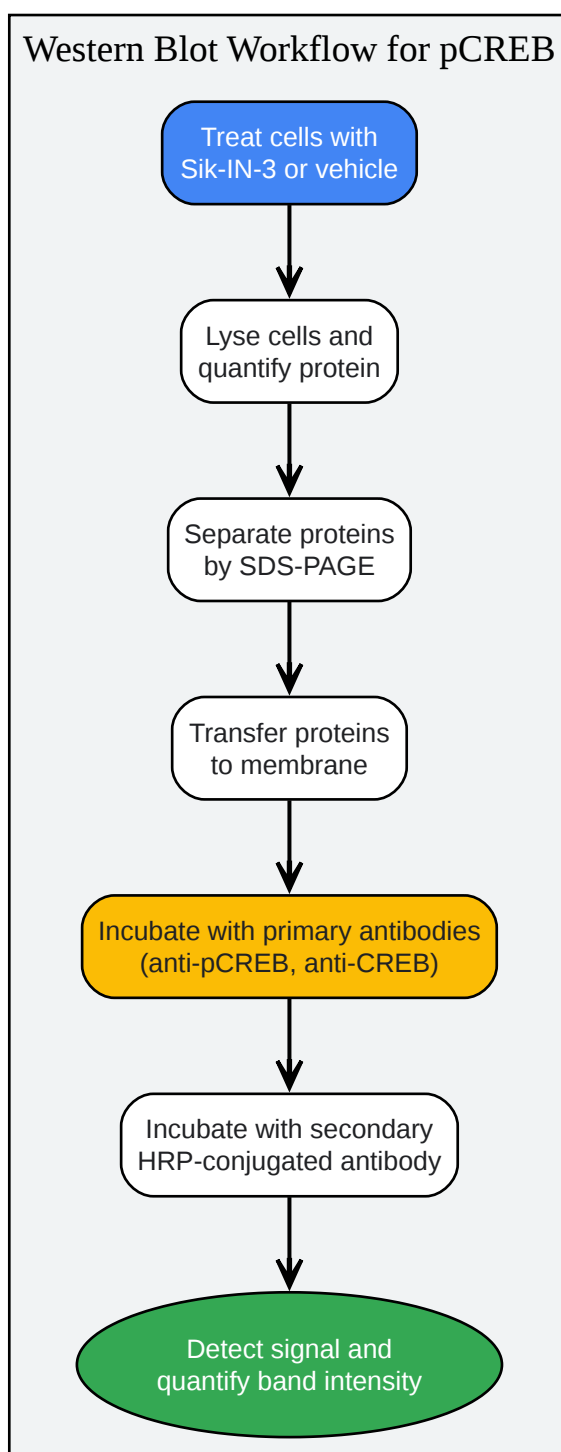 Western Blot Workflow for pCREB
Treat cells with
Sik-IN-3 or vehicle
Lyse cells and
quantify protein
Separate proteins
by SDS-PAGE
Transfer proteins
to membrane
Incubate with primary antibodies
(anti-pCREB, anti-CREB)
Incubate with secondary
HRP-conjugated antibody
Detect signal and
quantify band intensity